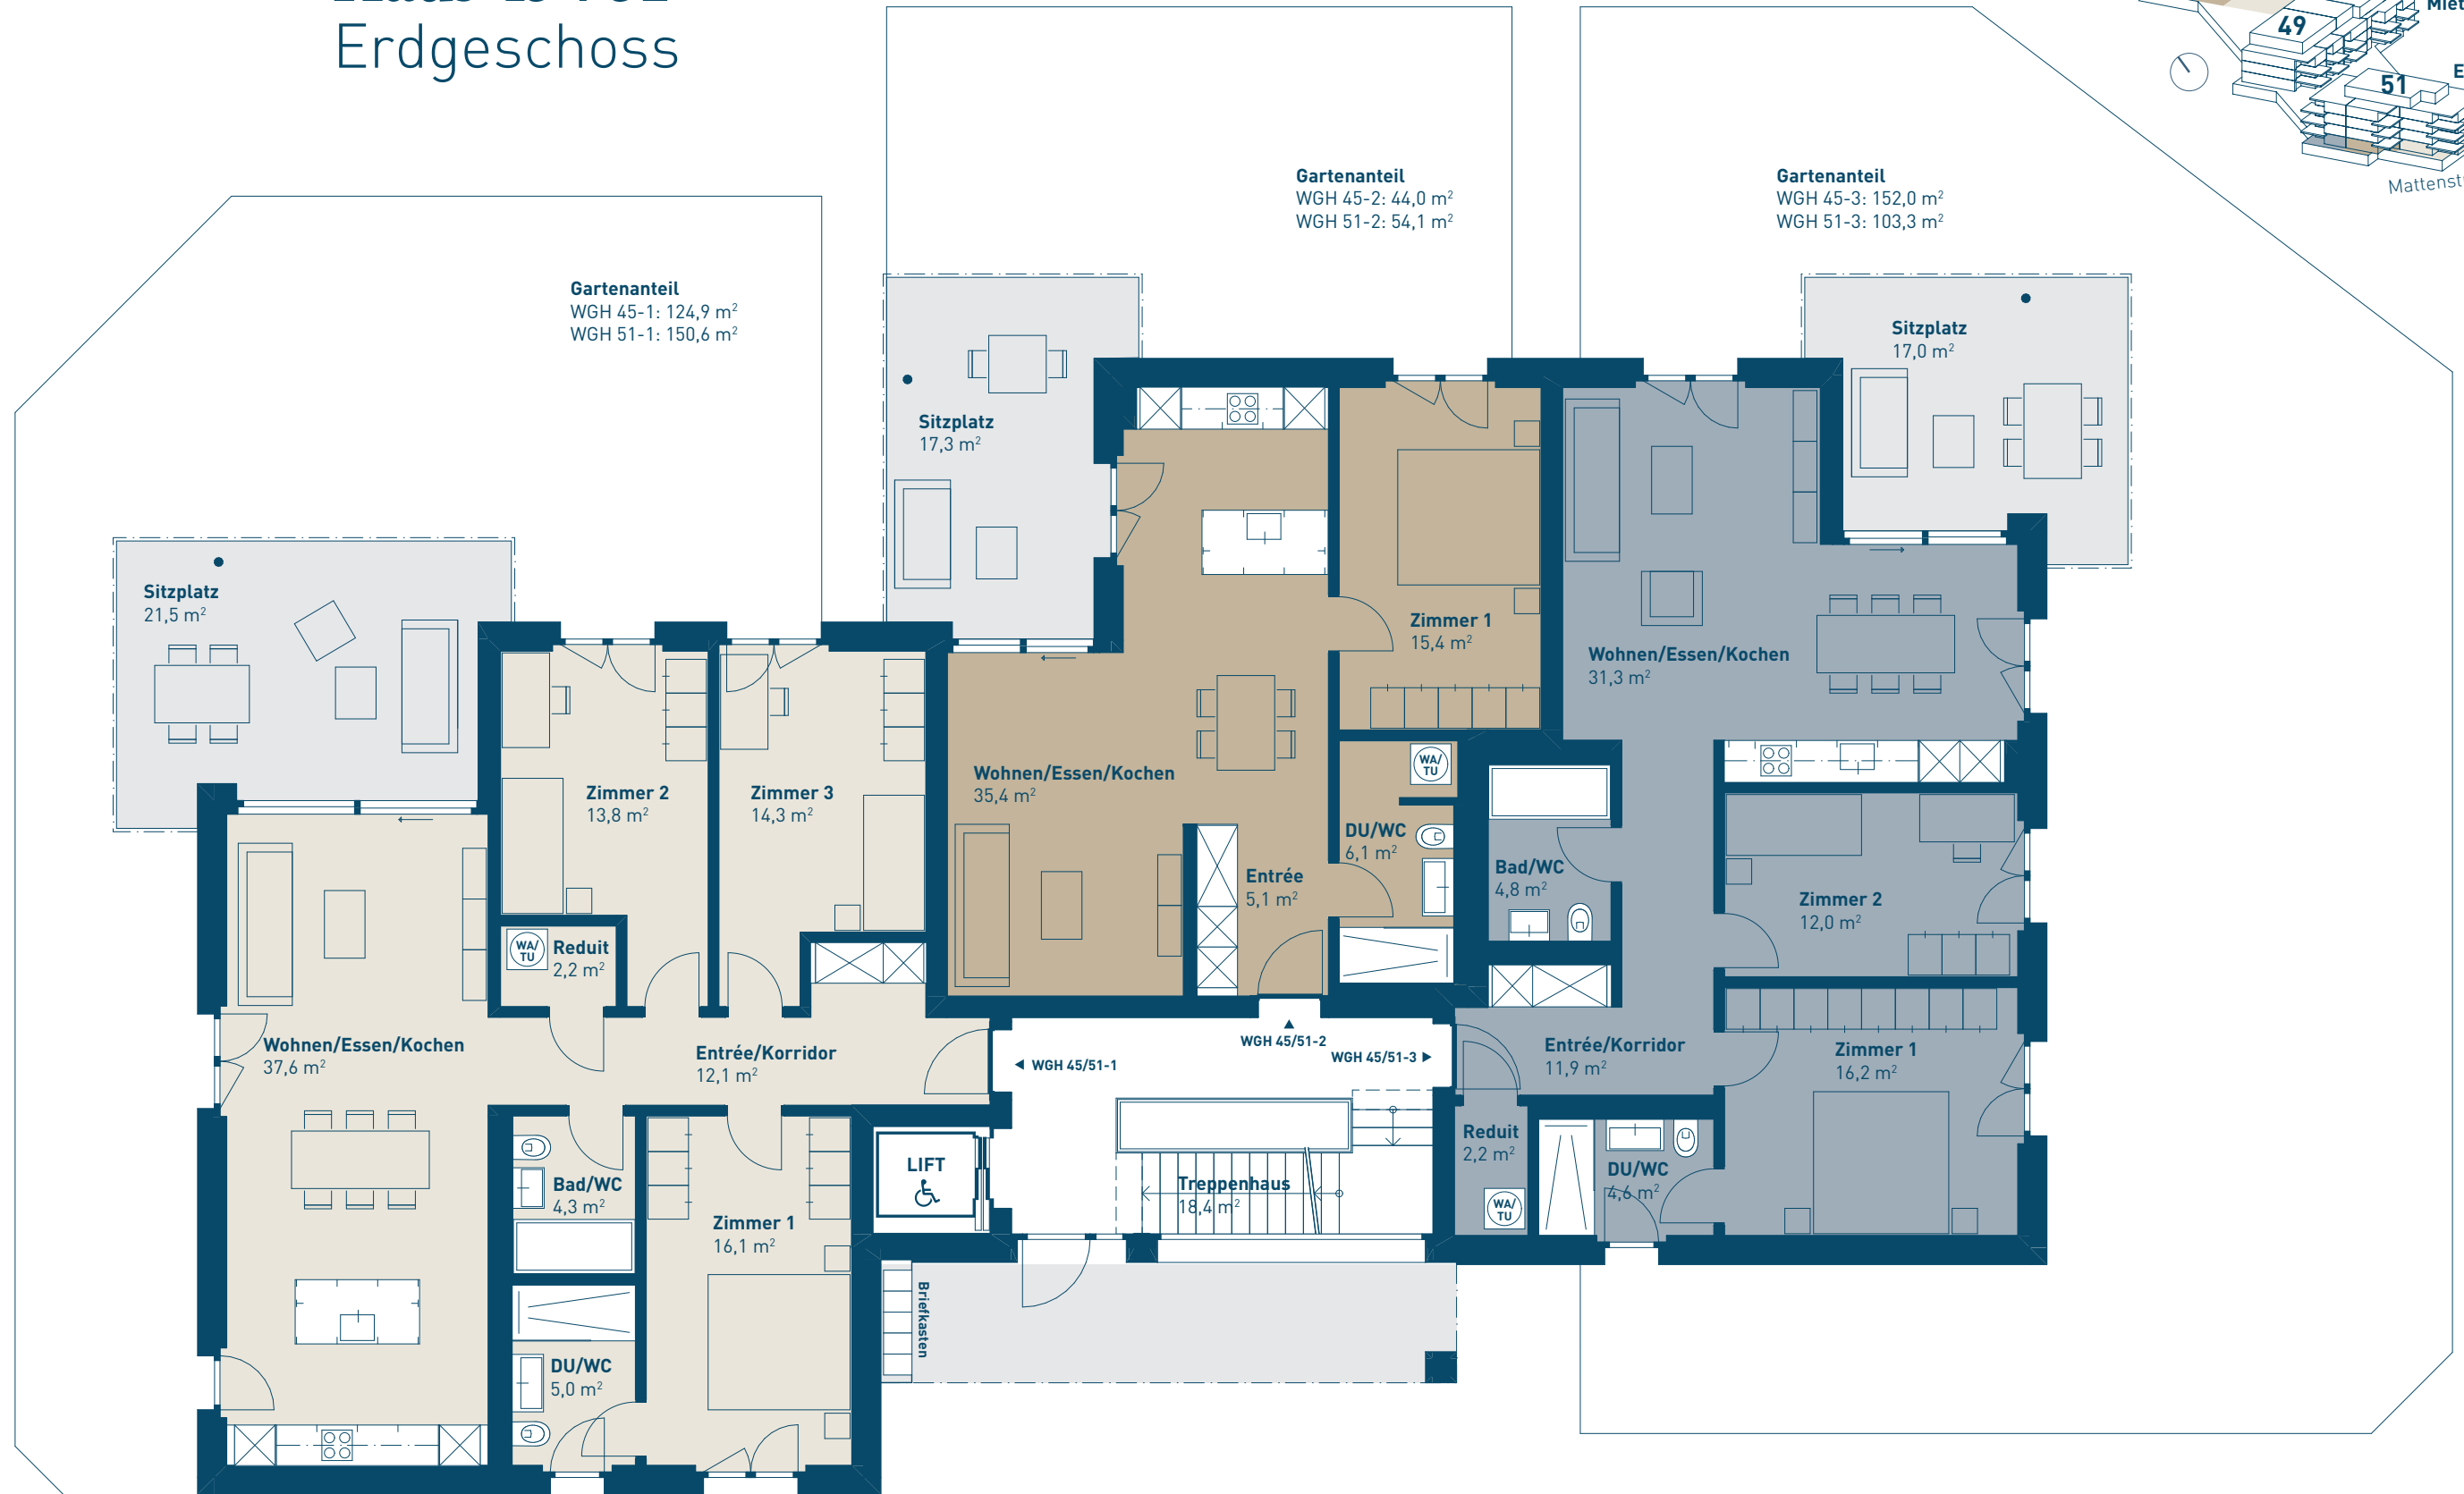 Erdgeschoss
49
51
Gartenanteil
WGH 45-2: 44,0 m²
WGH 51-2: 54,1 m²
Gartenanteil
WGH 45-3: 152,0 m²
WGH 51-3: 103,3 m²
Gartenanteil
WGH 45-1: 124,9 m²
WGH 51-1: 150,6 m²
Sitzplatz
17,0 m²
Sitzplatz
17,3 m²
Sitzplatz
21,5 m²
Zimmer 1
15,4 m²
Wohnen/Essen/Kochen
31,3 m²
Wohnen/Essen/Kochen
35,4 m²
WA/
TU
Zimmer 2
13,8 m²
Zimmer 3
14,3 m²
DU/WC
6,1 m²
Entrée
5,1 m²
Bad/WC
4,8 m²
Zimmer 2
12,0 m²
WA/
TU
Reduit
2,2 m²
Wohnen/Essen/Kochen
37,6 m²
Entrée/Korridor
12,1 m²
WGH 45/51-1
WGH 45/51-2
WGH 45/51-3
Entrée/Korridor
11,9 m²
Zimmer 1
16,2 m²
Reduit
2,2 m²
WA/
TU
DU/WC
4,6 m²
LIFT
Treppenhaus
18,4 m²
Bad/WC
4,3 m²
Zimmer 1
16,1 m²
Briefkasten
DU/WC
5,0 m²